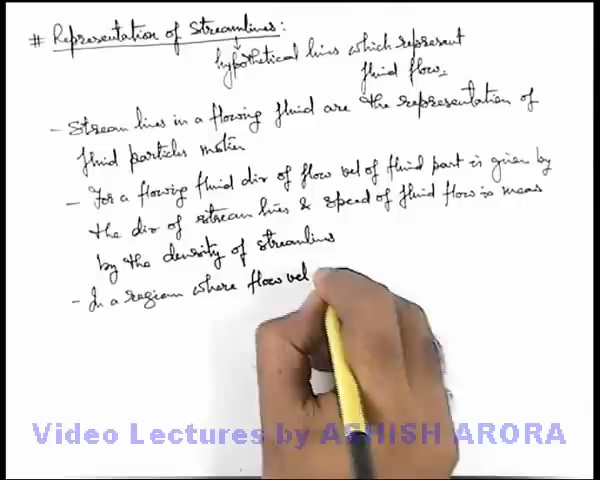 # Representation of Streamlines:
hypothetical lines which represent
fluid flow.
- Stream lines in a flowing fluid are the representation of
fluid particles motion
- For a flowing fluid dir of flow vel of fluid part is given by
the dir of stream lines & speed of fluid flow is meas
by the density of streamlines
- In a region where flow vel
Video Lectures by ASHISH ARORA